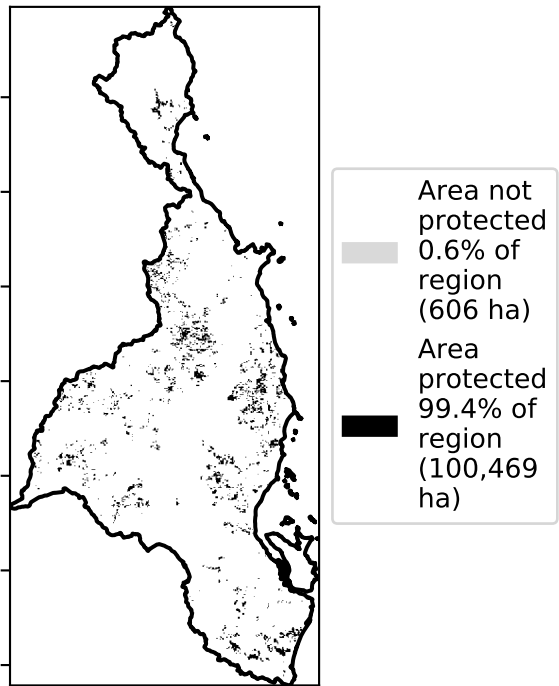 Area not
protected
0.6% of
region
(606 ha)
Area
protected
99.4% of
region
(100,469
ha)